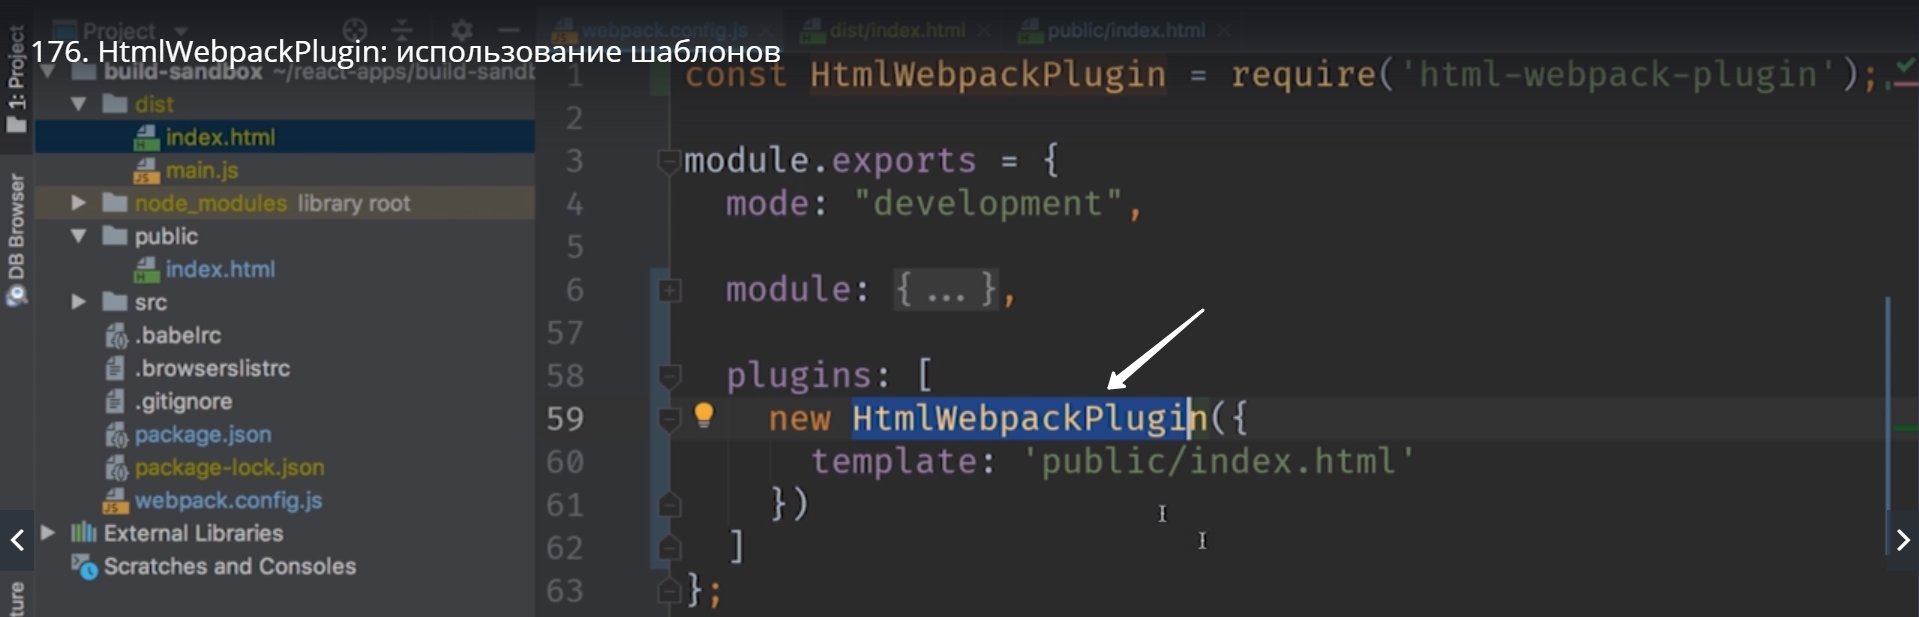 176. HtmlWebpackPlugin: использование шаблонов
1: Project
DB Browser
ture
Project
build-sandbox ~/react-apps/build-sandb
dist
index.html
main.js
node_modules library root
public
index.html
src
.babelrc
.browserslistrc
.gitignore
package.json
package-lock.json
webpack.config.js
External Libraries
Scratches and Consoles
webpack.config.js
dist/index.html
public/index.html
1 const HtmlWebpackPlugin = require('html-webpack-plugin');
2
3 module.exports = {
4 mode: "development",
5
6 module: {...},
57
58 plugins: [
59 new HtmlWebpackPlugin({
60 template: 'public/index.html'
61 })
62 ]
63 };